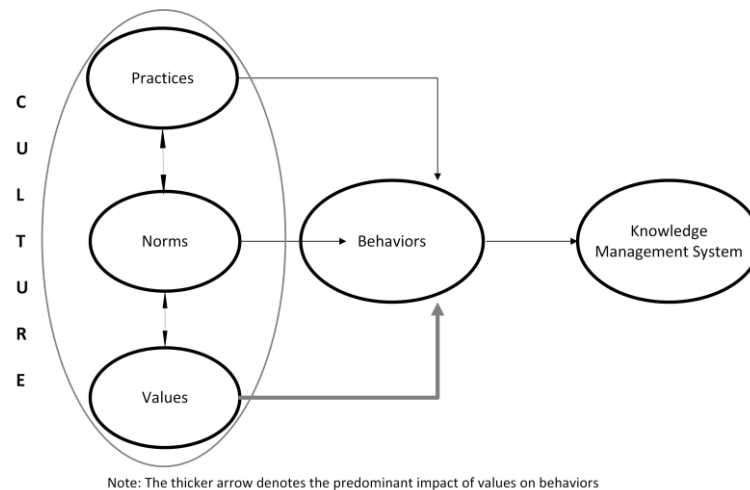 CULTURE
Practices
Norms
Values
Behaviors
Knowledge
Management System
Note: The thicker arrow denotes the predominant impact of values on behaviors